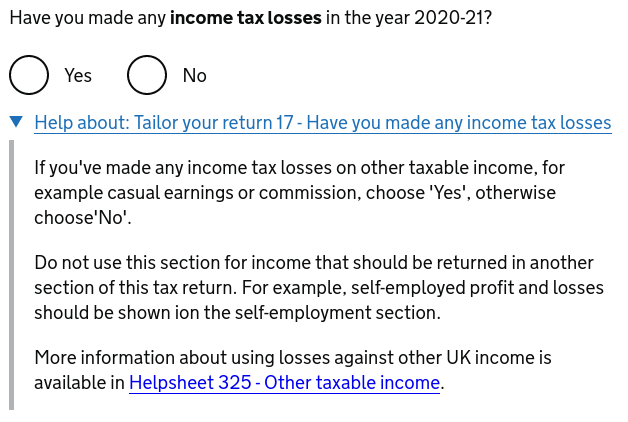 Have you made any income tax losses in the year 2020-21?
Yes No
Help about: Tailor your return 17 - Have you made any income tax losses
If you've made any income tax losses on other taxable income, for
example casual earnings or commission, choose 'Yes', otherwise
choose'No'.
Do not use this section for income that should be returned in another
section of this tax return. For example, self-employed profit and losses
should be shown ion the self-employment section.
More information about using losses against other UK income is
available in Helpsheet 325 - Other taxable income.